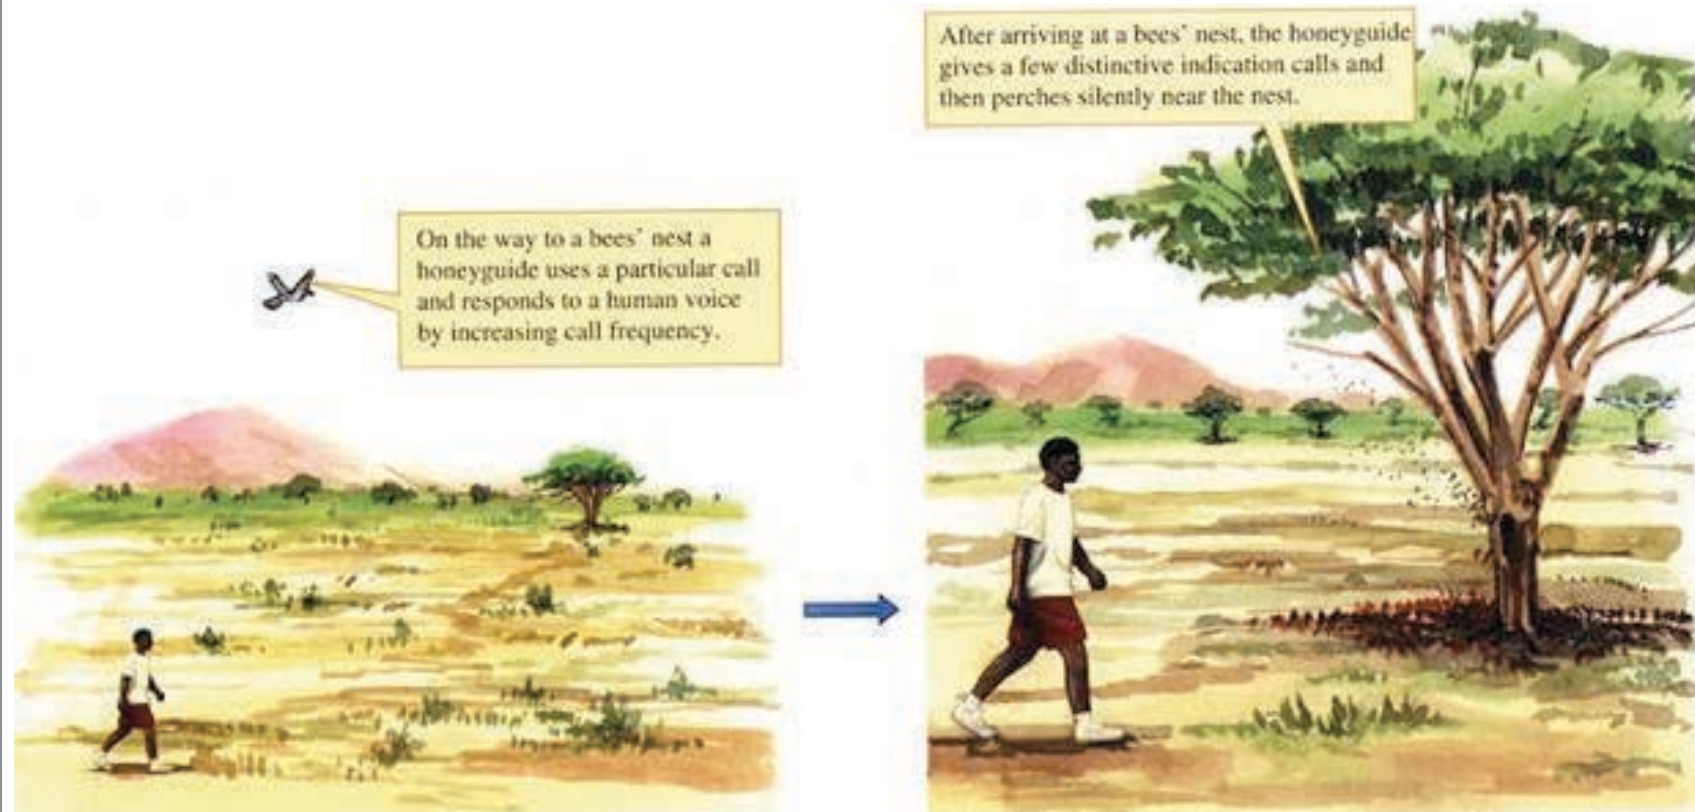 On the way to a bees' nest a
honeyguide uses a particular call
and responds to a human voice
by increasing call frequency.
After arriving at a bees' nest, the honeyguide
gives a few distinctive indication calls and
then perches silently near the nest.